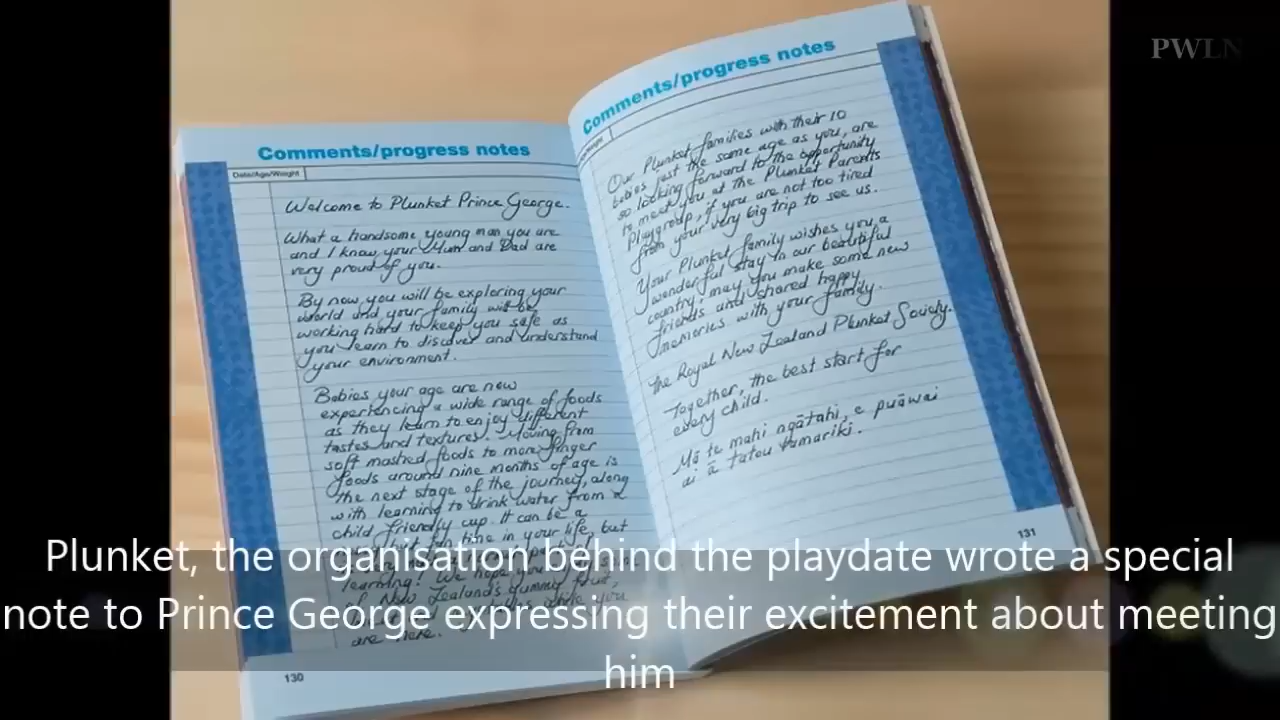 PWLN
Comments/progress notes
Date/Age/Weight
Welcome to Plunket Prince George.
What a handsome young man you are
and I know your Mum and Dad are
very proud of you.
By now you will be exploring your
world and your family will be
working hard to keep you safe as
you learn to discover and understand
your environment.
Babies your age are now
experiencing a wide range of foods
as they learn to enjoy different
tastes and textures. Moving from
soft mashed foods to more finger
foods around nine months of age is
the next stage of the journey, along
with learning to drink water from a
child friendly cup. It can be a
time in your life, but
learning! We hope you
New Zealand's yummy fruit,
you
are here.
130
Comments/progress notes
Our Plunket families with their 10
babies just the same age as you, are
so looking forward to the opportunity
to meet you at the Plunket Parents
Playgroup, if you are not too tired
from your very big trip to see us.
Your Plunket family wishes you a
wonderful stay in our beautiful
country; may you make some new
friends and shared happy
memories with your family.
The Royal New Zealand Plunket Society.
Together, the best start for
every child.
Mā te mahi ngātahi, e puāwai
ai ā tatou tamariki.
131
Plunket, the organisation behind the playdate wrote a special
note to Prince George expressing their excitement about meeting
him